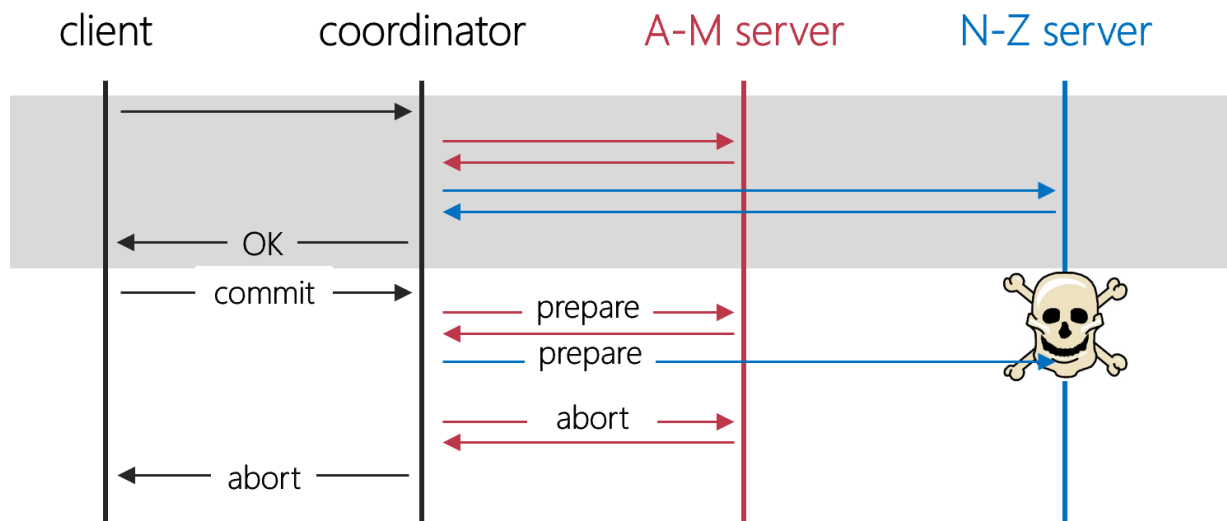 client coordinator A-M server N-Z server
OK
commit
prepare
prepare
abort
abort